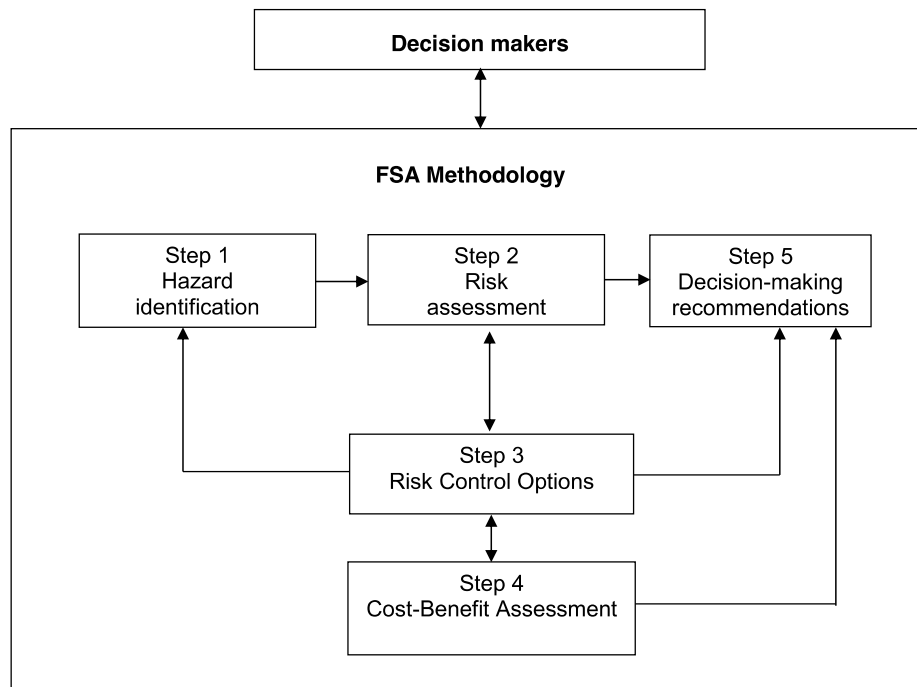 Decision makers
FSA Methodology
Step 1
Hazard
identification
Step 2
Risk
assessment
Step 5
Decision-making
recommendations
Step 3
Risk Control Options
Step 4
Cost-Benefit Assessment